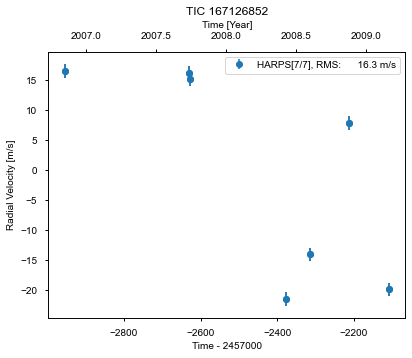 TIC 167126852
Time [Year]
2007.0 2007.5 2008.0 2008.5 2009.0
HARPS[7/7], RMS: 16.3 m/s
Radial Velocity [m/s]
15
10
5
0
−5
−10
−15
−20
−2800 −2600 −2400 −2200
Time - 2457000